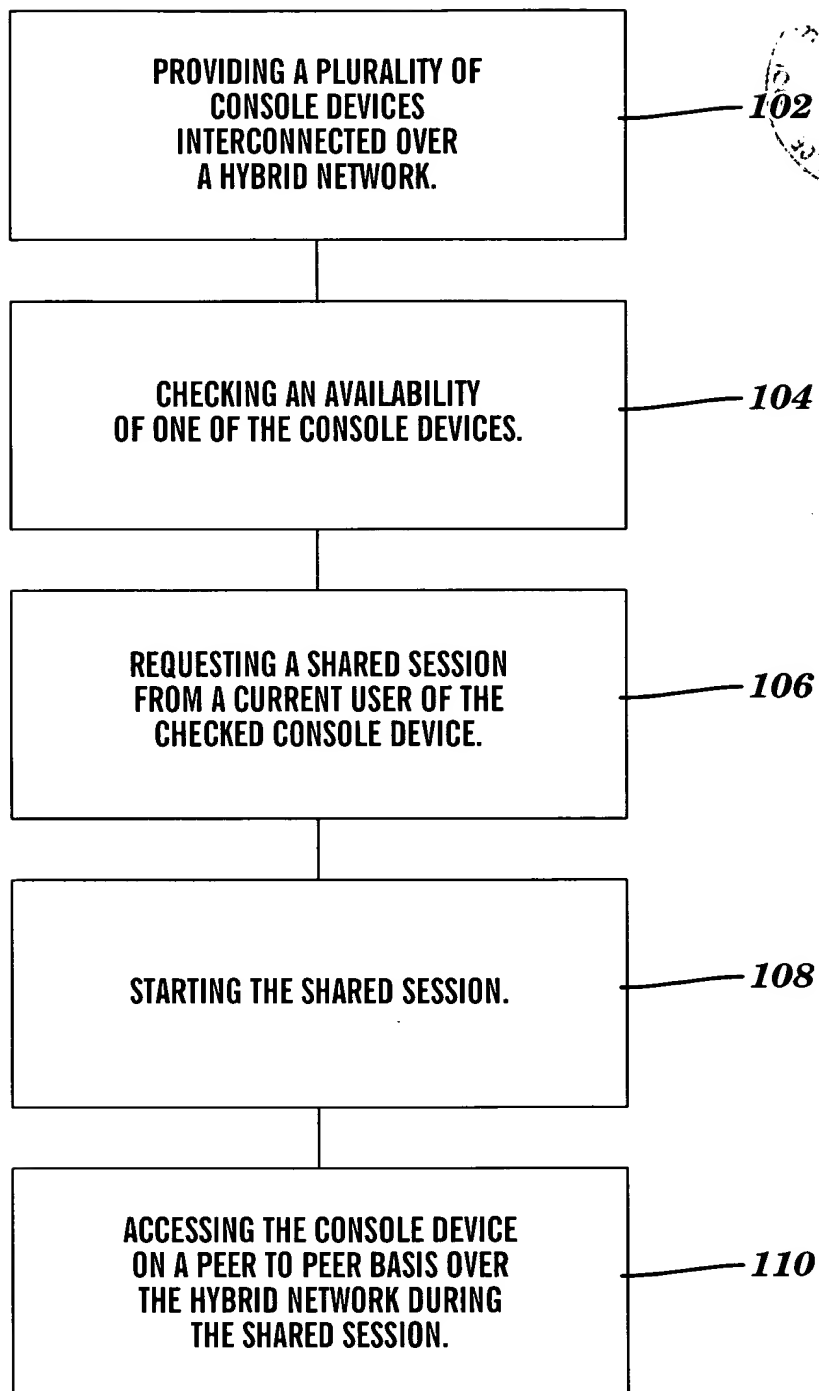 PROVIDING A PLURALITY OF
CONSOLE DEVICES
INTERCONNECTED OVER
A HYBRID NETWORK.
102
CHECKING AN AVAILABILITY
OF ONE OF THE CONSOLE DEVICES.
104
REQUESTING A SHARED SESSION
FROM A CURRENT USER OF THE
CHECKED CONSOLE DEVICE.
106
STARTING THE SHARED SESSION.
108
ACCESSING THE CONSOLE DEVICE
ON A PEER TO PEER BASIS OVER
THE HYBRID NETWORK DURING
THE SHARED SESSION.
110